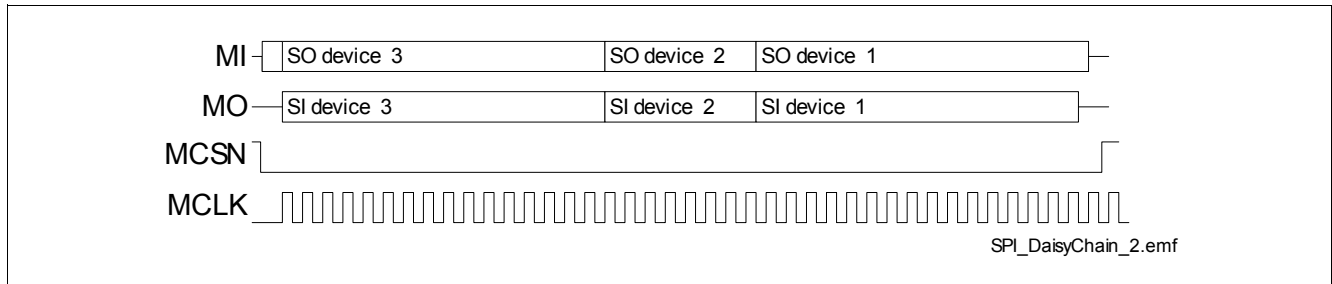 MI SO device 3 SO device 2 SO device 1
MO SI device 3 SI device 2 SI device 1
MCSN
MCLK
SPI_DaisyChain_2.emf